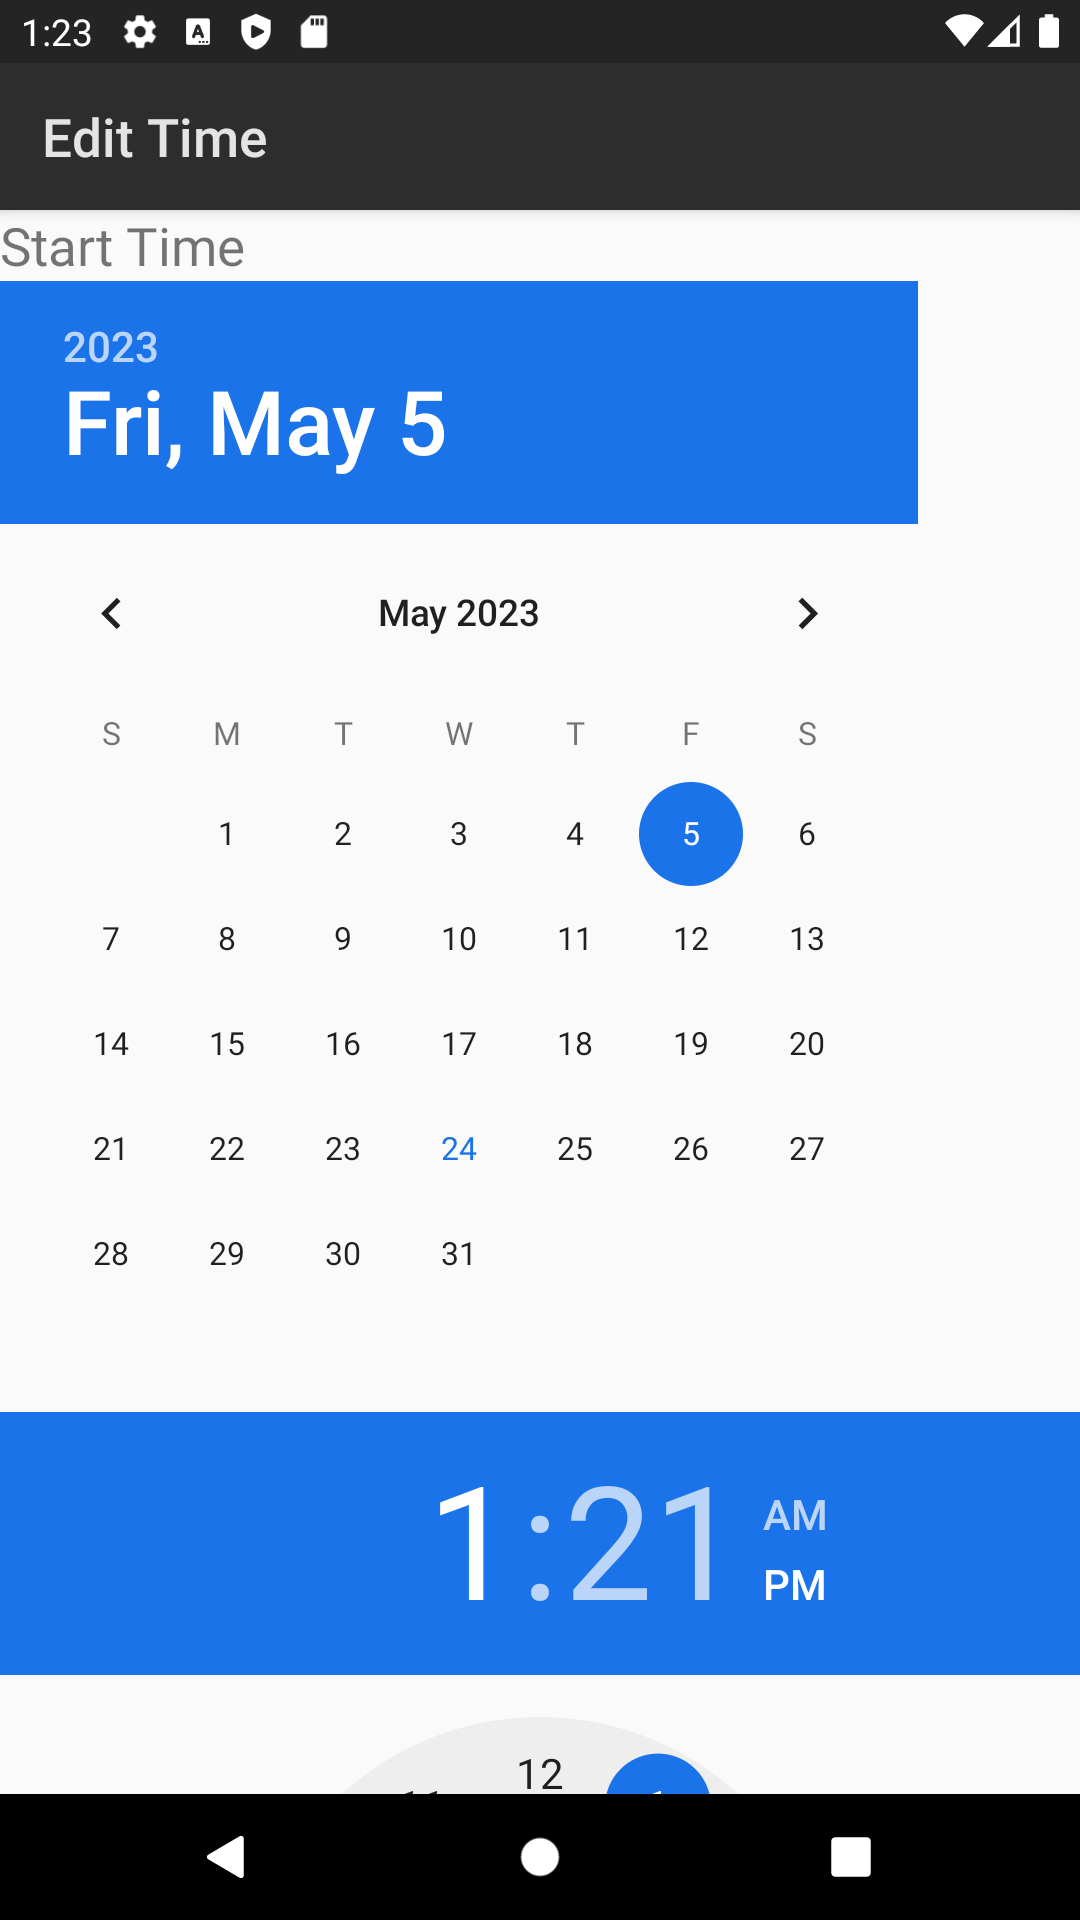 1:23
Edit Time
Start Time
2023
Fri, May 5
May 2023
S M T W T F S
1 2 3 4 5 6
7 8 9 10 11 12 13
14 15 16 17 18 19 20
21 22 23 24 25 26 27
28 29 30 31
1:21 AM
PM
12